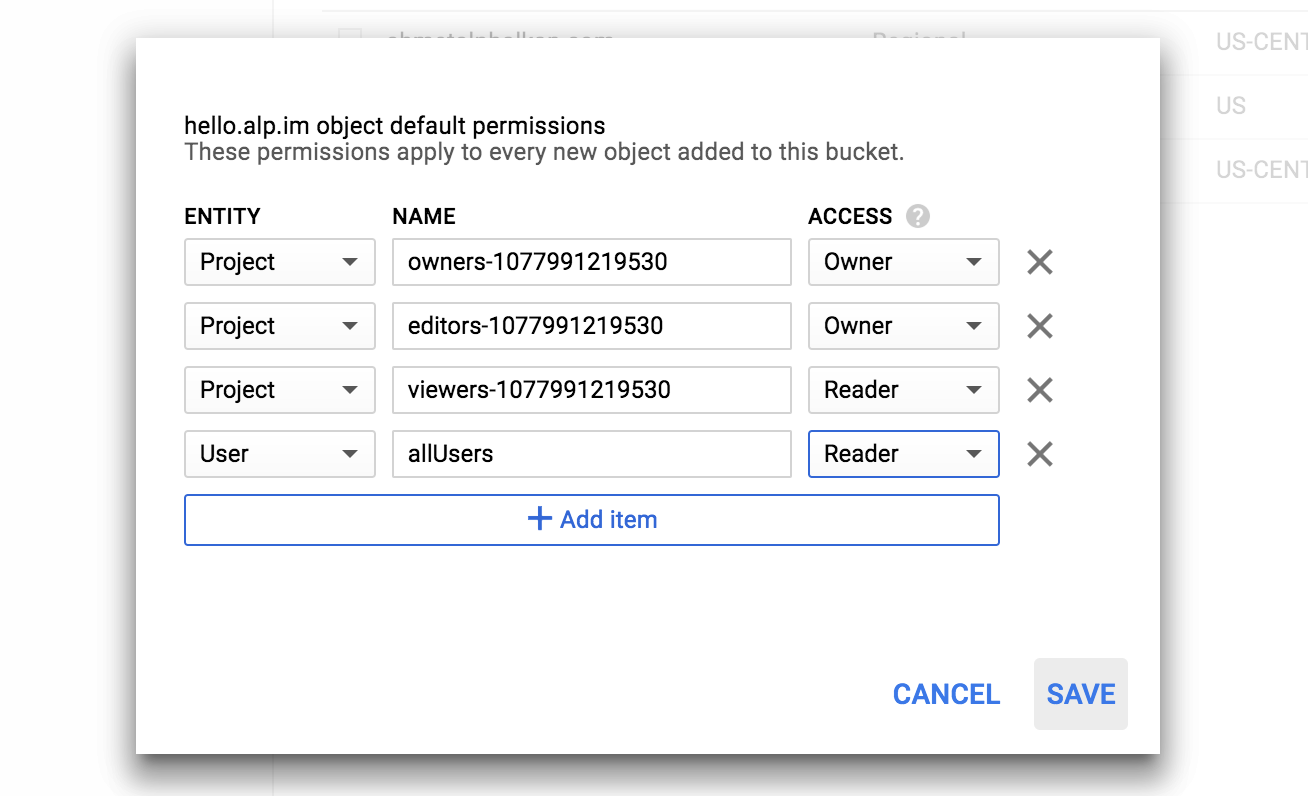 US-CENT
hello.alp.im object default permissions
These permissions apply to every new object added to this bucket.
US
US-CENT
ENTITY NAME ACCESS ?
Project owners-1077991219530 Owner
Project editors-1077991219530 Owner
Project viewers-1077991219530 Reader
User allUsers Reader
Add item
CANCEL SAVE